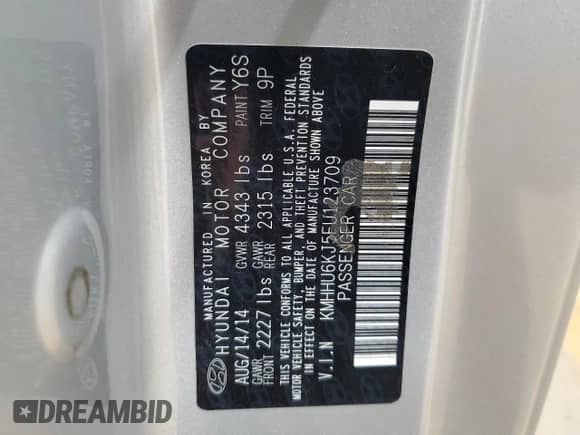 MANUFACTURED IN KOREA BY
HYUNDAI MOTOR COMPANY
AUG/14/14 GVWR 4343 lbs PAINT Y6S
GAWR FRONT 2227 lbs GAWR REAR 2315 lbs TRIM 9P
THIS VEHICLE CONFORMS TO ALL APPLICABLE U.S.A. FEDERAL
MOTOR VEHICLE SAFETY, BUMPER, AND THEFT PREVENTION STANDARDS
IN EFFECT ON THE DATE OF MANUFACTURE SHOWN ABOVE
V.I.N KMHHU6KJ5FU123709
PASSENGER CAR
DREAMBID